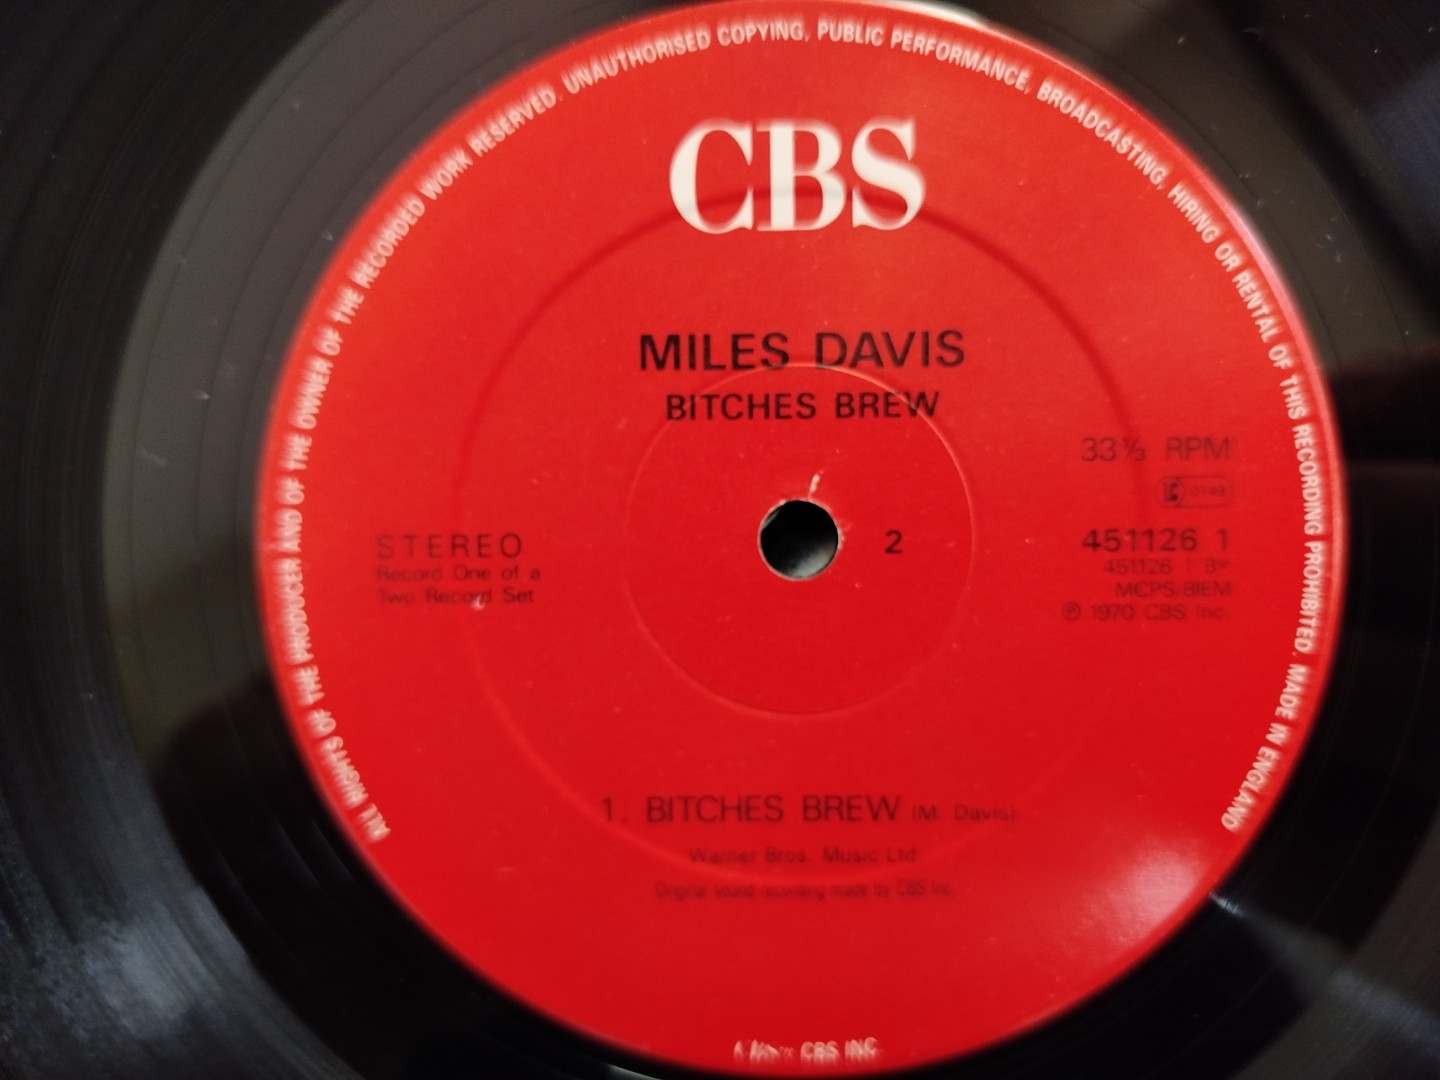 ALL RIGHTS OF THE PRODUCER AND OF THE OWNER OF THE RECORDED WORK RESERVED. UNAUTHORISED COPYING, PUBLIC PERFORMANCE, BROADCASTING, HIRING OR RENTAL OF THIS RECORDING PROHIBITED. MADE IN ENGLAND
CBS
MILES DAVIS
BITCHES BREW
33⅓ RPM
STEREO
Record One of a
Two Record Set
2
451126 1
451126 1
MCPS/BIEM
℗ 1970 CBS Inc.
1. BITCHES BREW (M. Davis)
Warner Bros. Music Ltd
Original sound recording made by CBS Inc.
CBS INC.